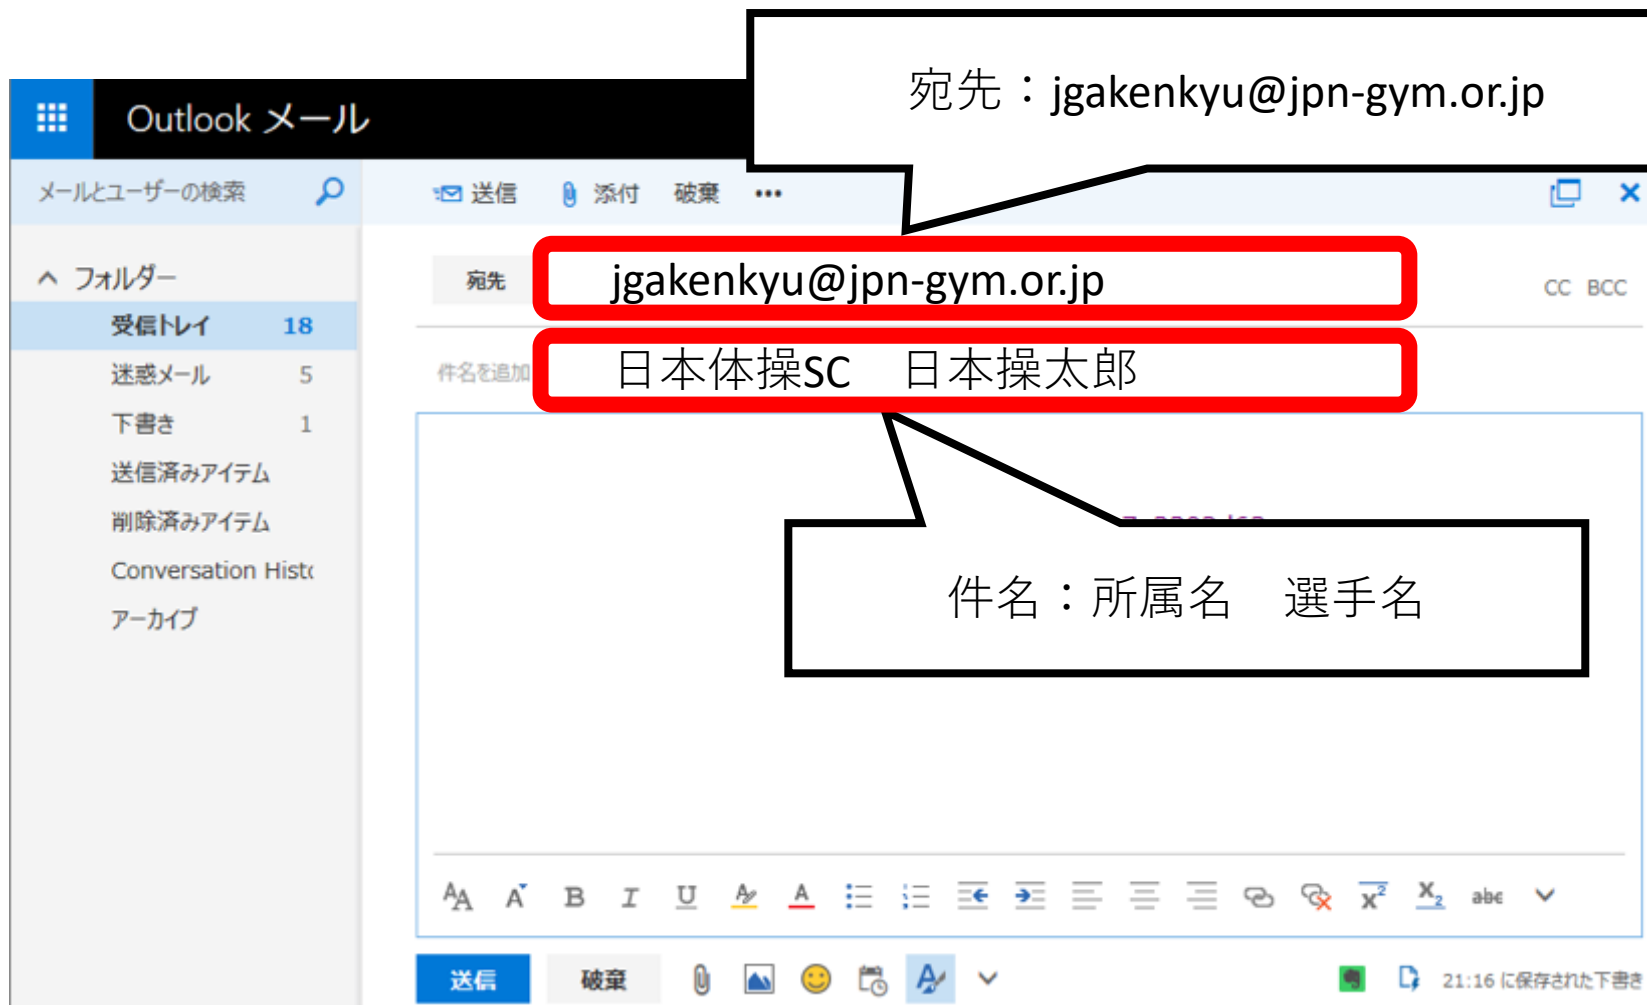 宛先：jgakenkyu@jpn-gym.or.jp
Outlook メール
メールとユーザーの検索
送信 添付 破棄 •••
フォルダー
宛先 jgakenkyu@jpn-gym.or.jp CC BCC
受信トレイ 18
件名を追加 日本体操SC　日本操太郎
迷惑メール 5
下書き 1
送信済みアイテム
削除済みアイテム
Conversation Histo
アーカイブ
件名：所属名　選手名
AA A B I U A A x² X₂ abc
送信 破棄 21:16 に保存された下書き